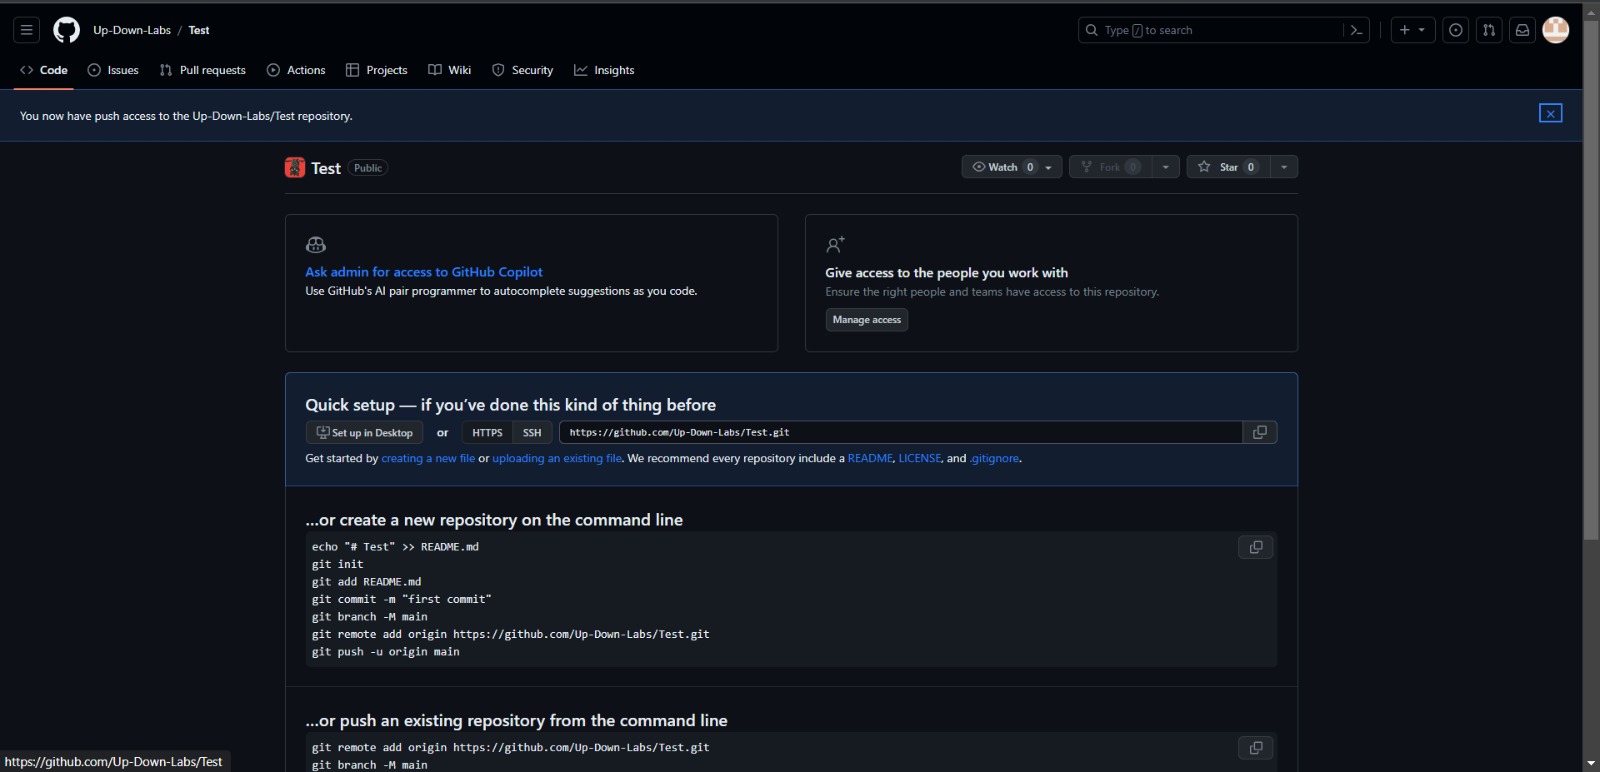 Up-Down-Labs / Test
Type / to search
Code Issues Pull requests Actions Projects Wiki Security Insights
You now have push access to the Up-Down-Labs/Test repository.
Test Public
Watch 0 Fork 0 Star 0
Ask admin for access to GitHub Copilot
Use GitHub's AI pair programmer to autocomplete suggestions as you code.
Give access to the people you work with
Ensure the right people and teams have access to this repository.
Manage access
Quick setup — if you've done this kind of thing before
Set up in Desktop or HTTPS SSH https://github.com/Up-Down-Labs/Test.git
Get started by creating a new file or uploading an existing file. We recommend every repository include a README, LICENSE, and .gitignore.
…or create a new repository on the command line
echo "# Test" >> README.md
git init
git add README.md
git commit -m "first commit"
git branch -M main
git remote add origin https://github.com/Up-Down-Labs/Test.git
git push -u origin main
…or push an existing repository from the command line
git remote add origin https://github.com/Up-Down-Labs/Test.git
git branch -M main
https://github.com/Up-Down-Labs/Test